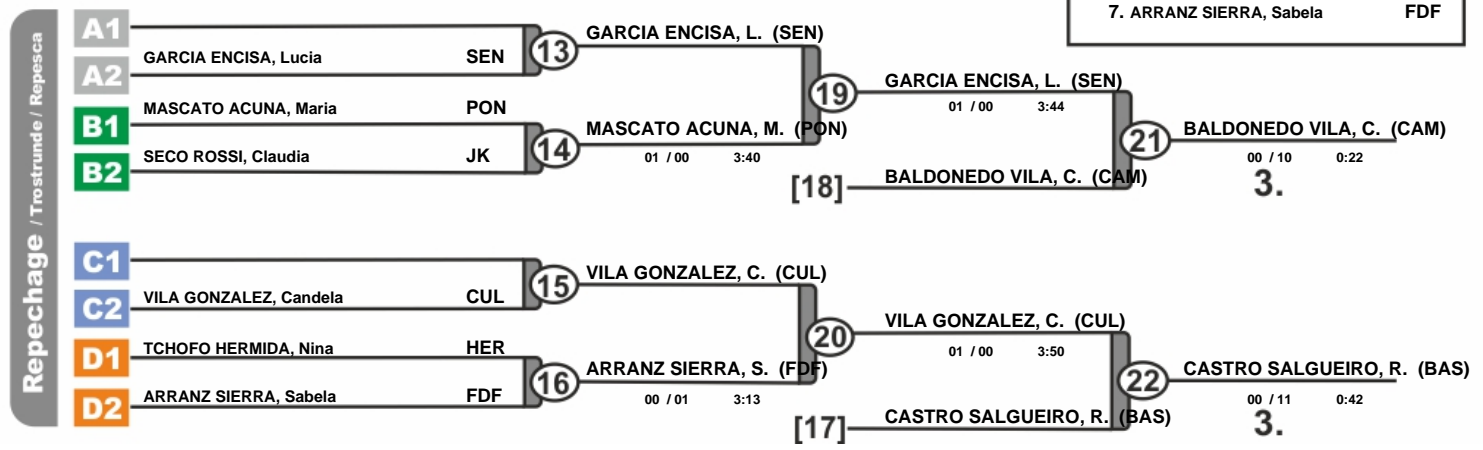 7. ARRANZ SIERRA, Sabela FDF
Repechage / Trostrunde / Repesca
A1
GARCIA ENCISA, L. (SEN)
13
A2 GARCIA ENCISA, Lucia SEN
GARCIA ENCISA, L. (SEN)
19
01 / 00 3:44
B1 MASCATO ACUNA, Maria PON
MASCATO ACUNA, M. (PON)
14
01 / 00 3:40
B2 SECO ROSSI, Claudia JK
BALDONEDO VILA, C. (CAM)
21
00 / 10 0:22
3.
[18] BALDONEDO VILA, C. (CAM)
C1
VILA GONZALEZ, C. (CUL)
15
C2 VILA GONZALEZ, Candela CUL
VILA GONZALEZ, C. (CUL)
20
01 / 00 3:50
D1 TCHOFO HERMIDA, Nina HER
ARRANZ SIERRA, S. (FDF)
16
00 / 01 3:13
D2 ARRANZ SIERRA, Sabela FDF
CASTRO SALGUEIRO, R. (BAS)
22
00 / 11 0:42
3.
[17] CASTRO SALGUEIRO, R. (BAS)